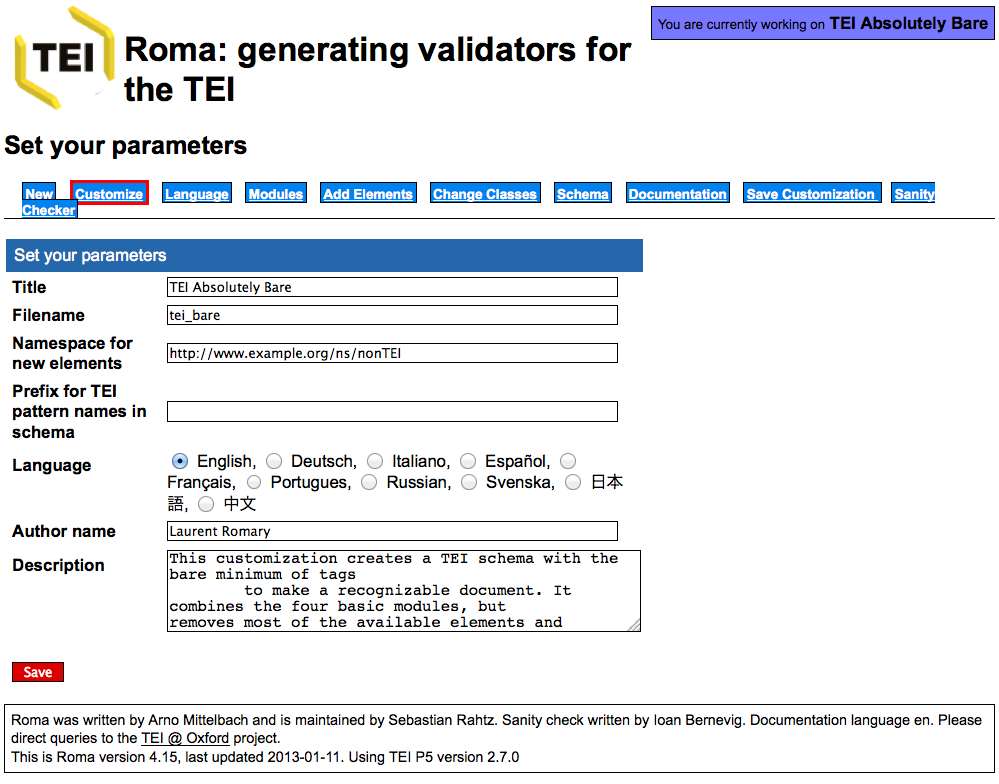 You are currently working on TEI Absolutely Bare
TEI
Roma: generating validators for
the TEI
Set your parameters
New Customize Language Modules Add Elements Change Classes Schema Documentation Save Customization Sanity
Checker
Set your parameters
Title TEI Absolutely Bare
Filename tei_bare
Namespace for
new elements
http://www.example.org/ns/nonTEI
Prefix for TEI
pattern names in
schema
Language English, Deutsch, Italiano, Español,
Français, Portugues, Russian, Svenska, 日本
語, 中文
Author name Laurent Romary
Description This customization creates a TEI schema with the
bare minimum of tags
to make a recognizable document. It
combines the four basic modules, but
removes most of the available elements and
Save
Roma was written by Arno Mittelbach and is maintained by Sebastian Rahtz. Sanity check written by Ioan Bernevig. Documentation language en. Please
direct queries to the TEI @ Oxford project.
This is Roma version 4.15, last updated 2013-01-11. Using TEI P5 version 2.7.0